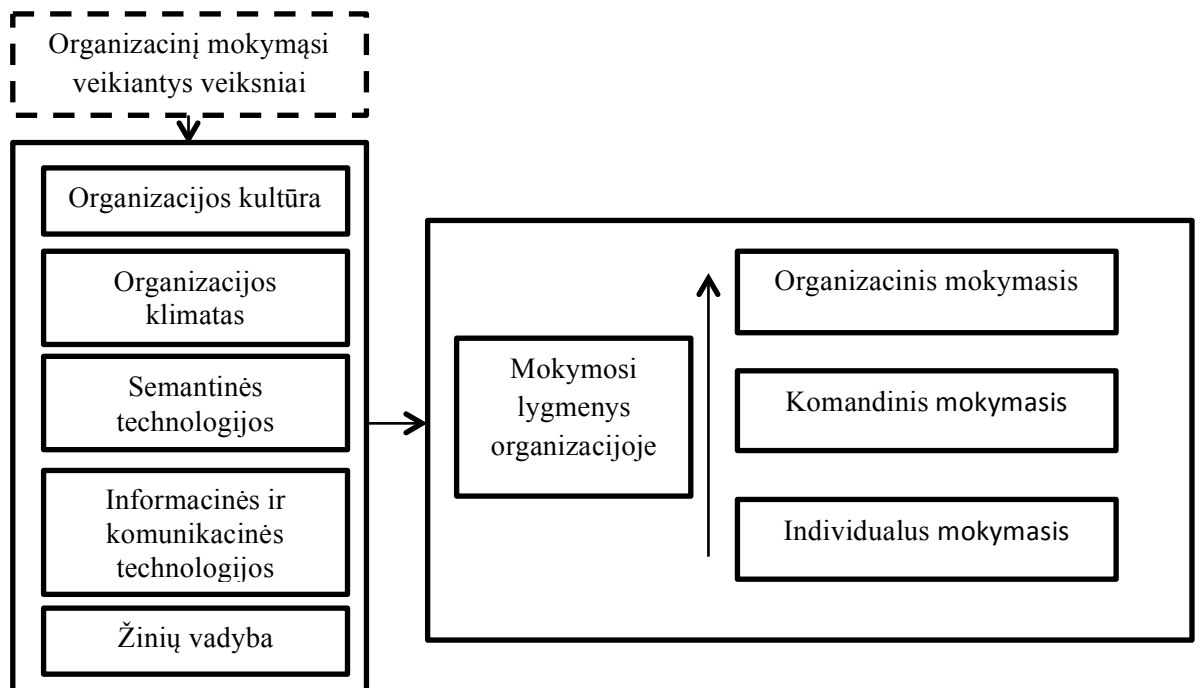 Organizacinį mokymąsi
veikiantys veiksniai
Organizacijos kultūra
Organizacijos
klimatas
Semantinės
technologijos
Informacinės ir
komunikacinės
technologijos
Žinių vadyba
Mokymosi
lygmenys
organizacijoje
Organizacinis mokymasis
Komandinis mokymasis
Individualus mokymasis